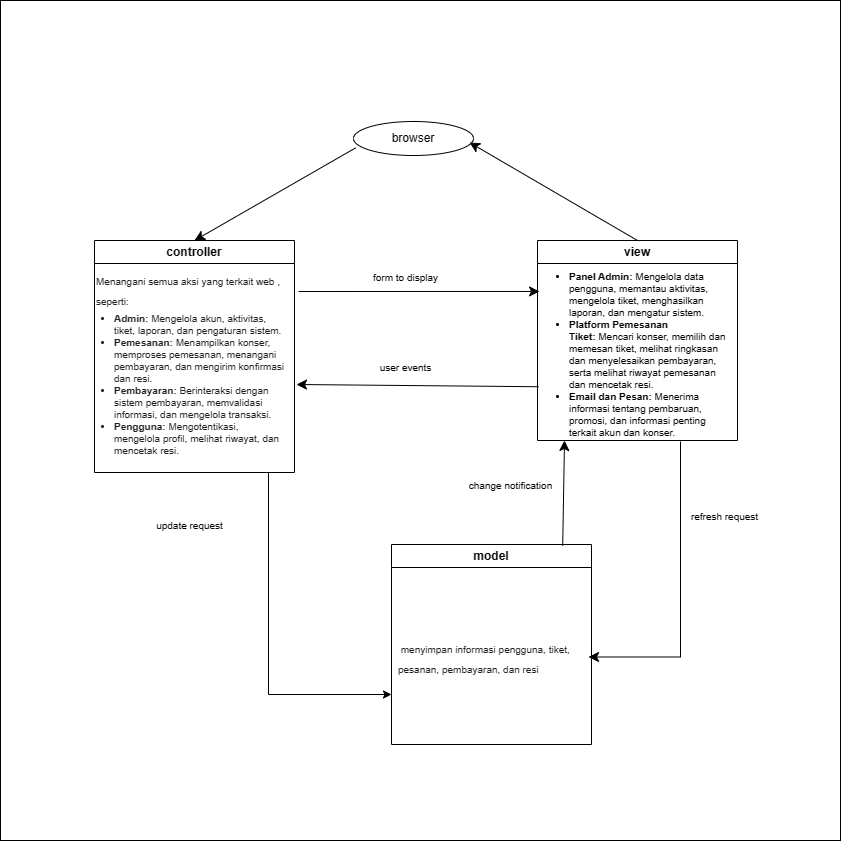 browser
controller
Menangani semua aksi yang terkait web ,
seperti:
• Admin: Mengelola akun, aktivitas,
tiket, laporan, dan pengaturan sistem.
• Pemesanan: Menampilkan konser,
memproses pemesanan, menangani
pembayaran, dan mengirim konfirmasi
dan resi.
• Pembayaran: Berinteraksi dengan
sistem pembayaran, memvalidasi
informasi, dan mengelola transaksi.
• Pengguna: Mengotentikasi,
mengelola profil, melihat riwayat, dan
mencetak resi.
form to display
user events
view
• Panel Admin: Mengelola data
pengguna, memantau aktivitas,
mengelola tiket, menghasilkan
laporan, dan mengatur sistem.
• Platform Pemesanan
Tiket: Mencari konser, memilih dan
memesan tiket, melihat ringkasan
dan menyelesaikan pembayaran,
serta melihat riwayat pemesanan
dan mencetak resi.
• Email dan Pesan: Menerima
informasi tentang pembaruan,
promosi, dan informasi penting
terkait akun dan konser.
change notification
refresh request
update request
model
menyimpan informasi pengguna, tiket,
pesanan, pembayaran, dan resi